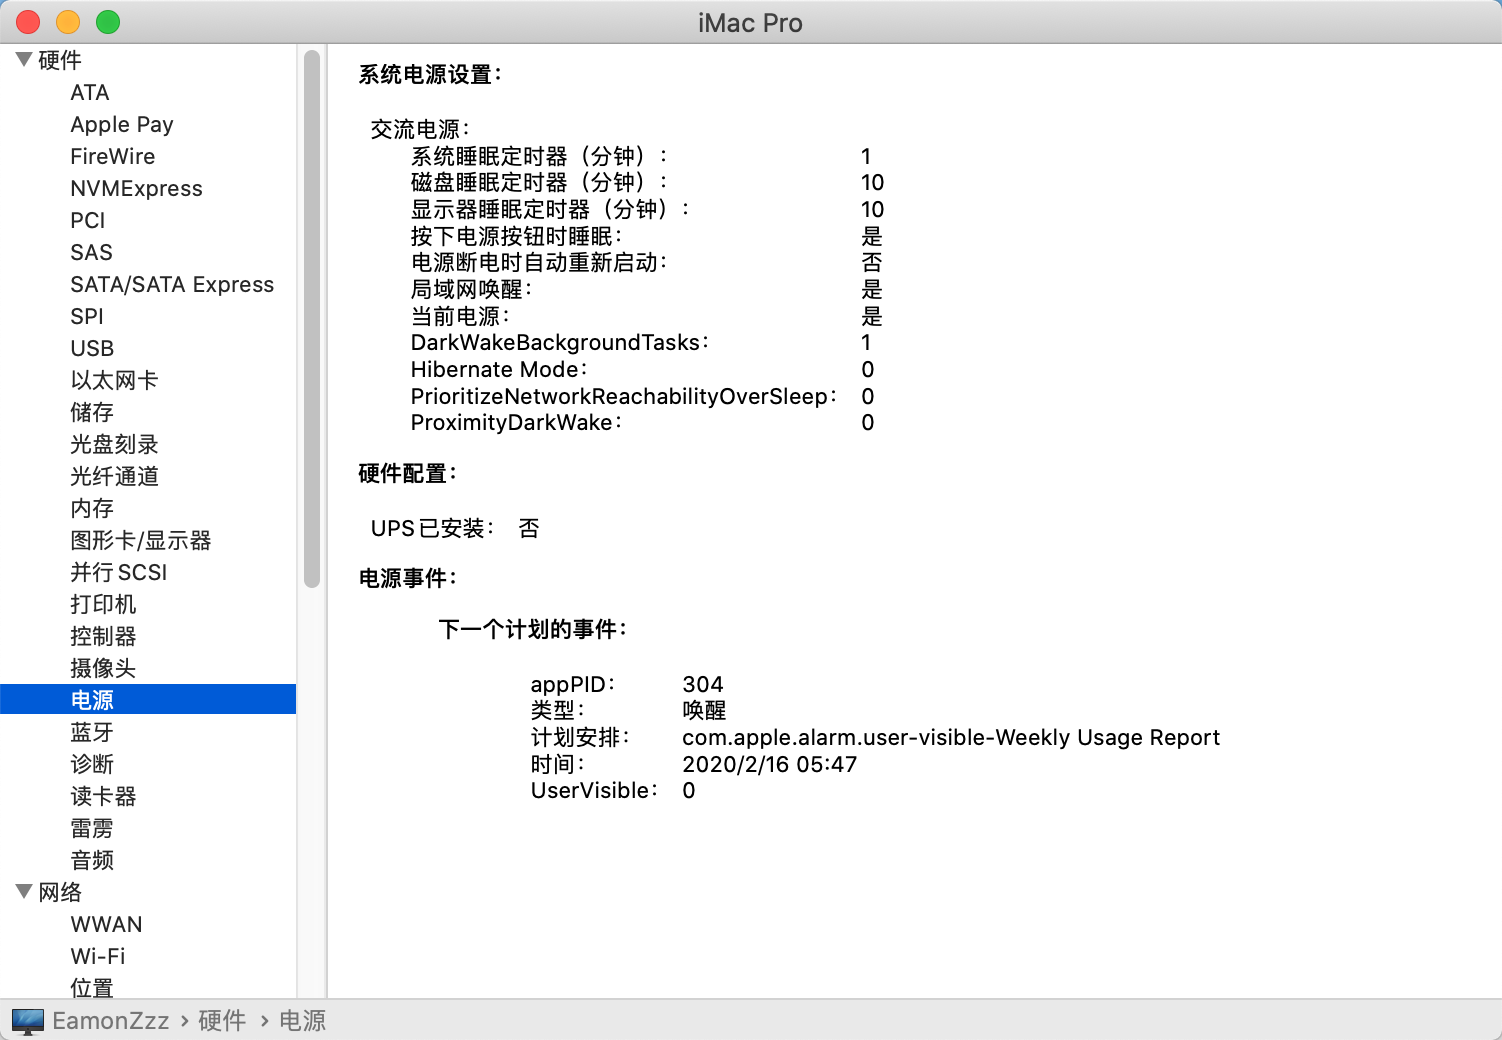 iMac Pro
硬件
ATA
Apple Pay
FireWire
NVMExpress
PCI
SAS
SATA/SATA Express
SPI
USB
以太网卡
储存
光盘刻录
光纤通道
内存
图形卡/显示器
并行SCSI
打印机
控制器
摄像头
电源
蓝牙
诊断
读卡器
雷雳
音频
网络
WWAN
Wi-Fi
位置
系统电源设置：
交流电源：
系统睡眠定时器（分钟）： 1
磁盘睡眠定时器（分钟）： 10
显示器睡眠定时器（分钟）： 10
按下电源按钮时睡眠： 是
电源断电时自动重新启动： 否
局域网唤醒： 是
当前电源： 是
DarkWakeBackgroundTasks： 1
Hibernate Mode： 0
PrioritizeNetworkReachabilityOverSleep： 0
ProximityDarkWake： 0
硬件配置：
UPS已安装： 否
电源事件：
下一个计划的事件：
appPID： 304
类型： 唤醒
计划安排： com.apple.alarm.user-visible-Weekly Usage Report
时间： 2020/2/16 05:47
UserVisible： 0
EamonZzz › 硬件 › 电源